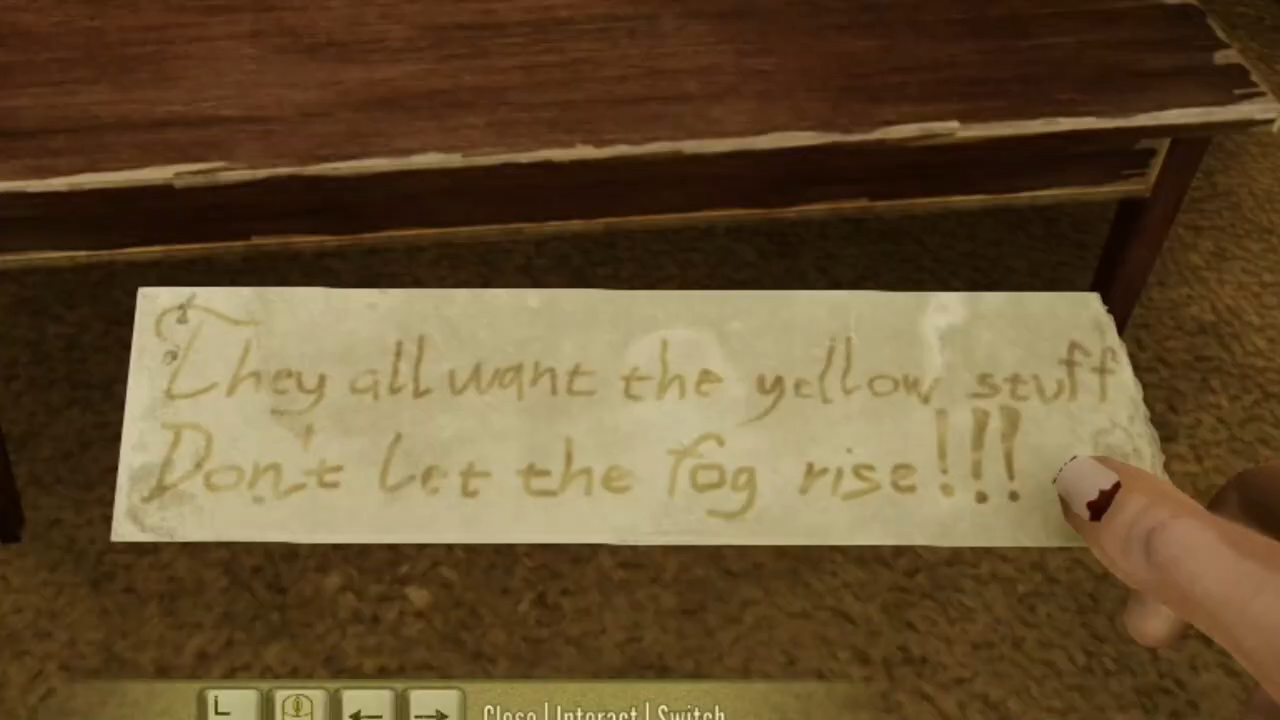 They all want the yellow stuff
Don't let the fog rise!!!
L ← → Close | Interact | Switch